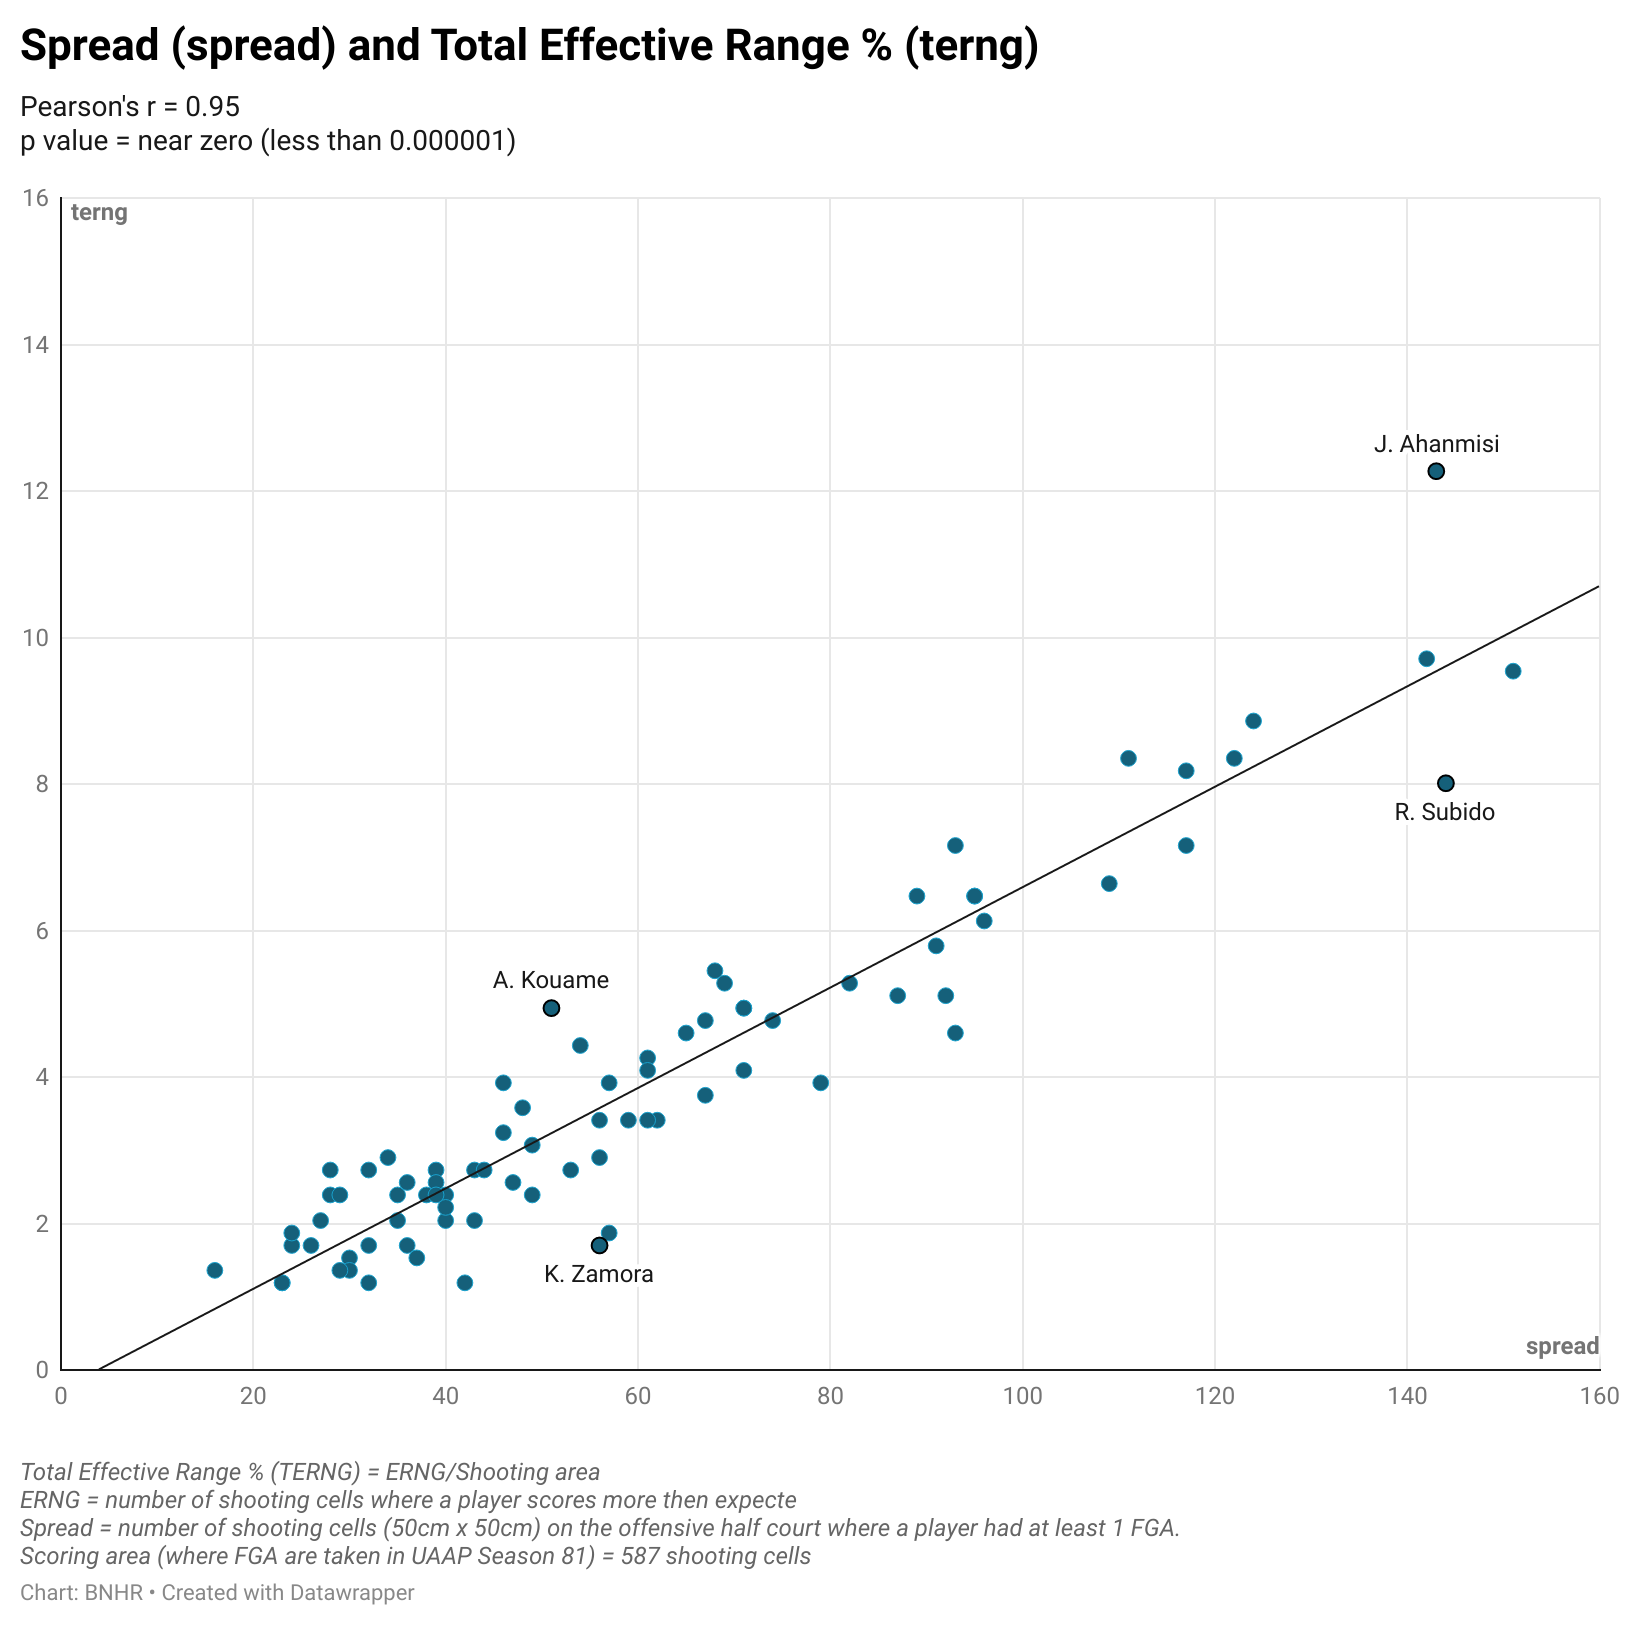 Spread (spread) and Total Effective Range % (terng)
Pearson's r = 0.95
p value = near zero (less than 0.000001)
16
terng
14
J. Ahanmisi
12
10
8
R. Subido
6
A. Kouame
4
2
K. Zamora
spread
0
0 20 40 60 80 100 120 140 160
Total Effective Range % (TERNG) = ERNG/Shooting area
ERNG = number of shooting cells where a player scores more then expecte
Spread = number of shooting cells (50cm x 50cm) on the offensive half court where a player had at least 1 FGA.
Scoring area (where FGA are taken in UAAP Season 81) = 587 shooting cells
Chart: BNHR • Created with Datawrapper